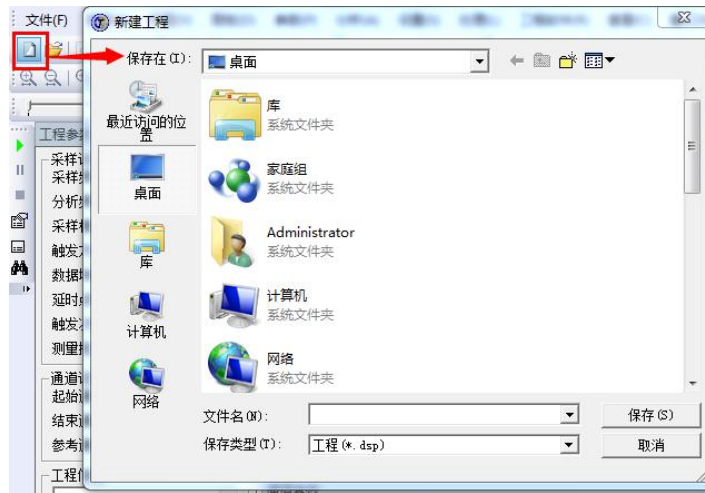 文件(F)
新建工程
保存在(I):
桌面
最近访问的位置
桌面
库
计算机
网络
库
系统文件夹
家庭组
系统文件夹
Administrator
系统文件夹
计算机
系统文件夹
网络
系统文件夹
文件名(N):
保存(S)
保存类型(T):
工程(*.dsp)
取消
工程参
采样
采样
分析
采样
触发
数据
延时
触发
测量
通道
起始
结束
参考
工程